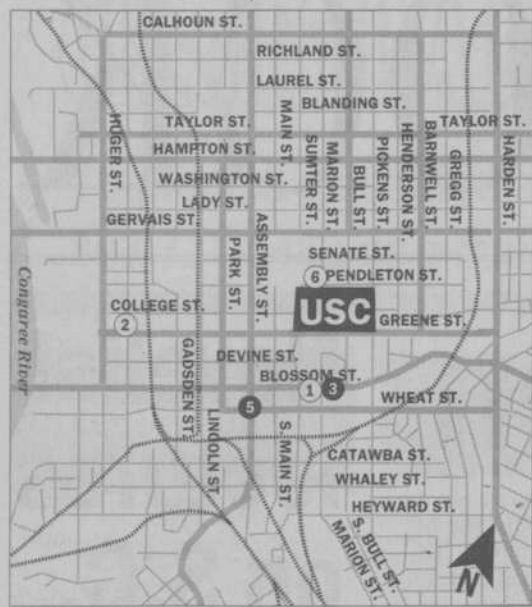 CALHOUN ST.
RICHLAND ST.
LAUREL ST.
BLANDING ST.
TAYLOR ST.
TAYLOR ST.
HUGER ST.
MAIN ST.
HAMPTON ST.
SUMTER ST.
MARION ST.
BULL ST.
PICKENS ST.
HENDERSON ST.
BARNWELL ST.
GREGG ST.
HARDEN ST.
WASHINGTON ST.
LADY ST.
GERVAIS ST.
ASSEMBLY ST.
PARK ST.
SENATE ST.
6
PENDLETON ST.
Congaree River
COLLEGE ST.
2
USC
GREENE ST.
GADSDEN ST.
DEVINE ST.
BLOSSOM ST.
1
3
5
WHEAT ST.
LINCOLN ST
S. MAIN ST.
CATAWBA ST.
WHALEY ST.
HEYWARD ST.
S. BULL ST.
MARION ST.
N